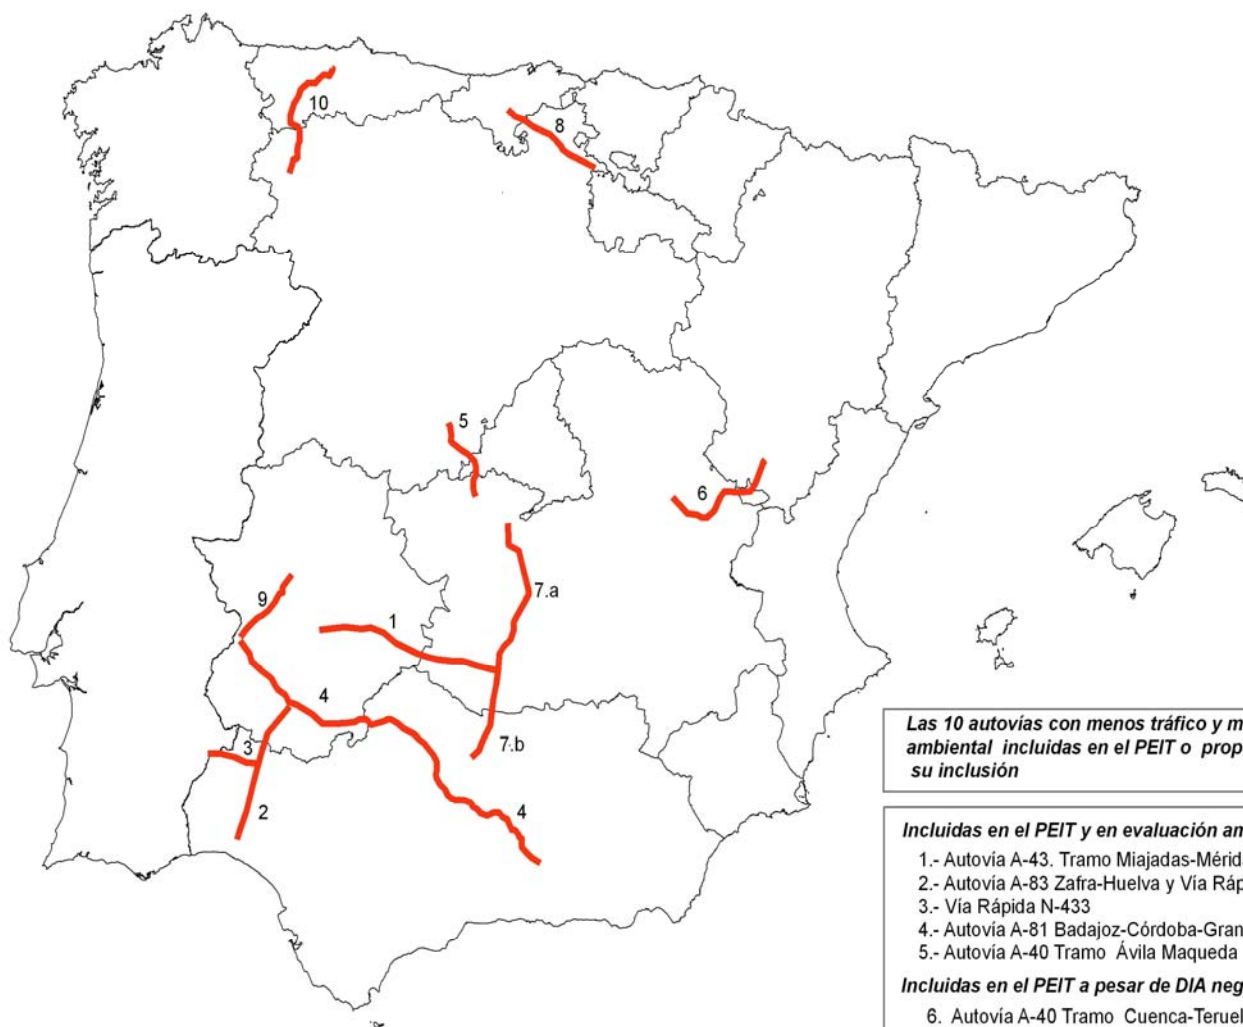 10
8
5
6
7.a
9
1
4
7.b
3
2
4
Las 10 autovías con menos tráfico y m
ambiental incluidas en el PEIT o prop
su inclusión
Incluidas en el PEIT y en evaluación am
1.- Autovía A-43. Tramo Miajadas-Mérida
2.- Autovía A-83 Zafra-Huelva y Vía Ráp
3.- Vía Rápida N-433
4.- Autovía A-81 Badajoz-Córdoba-Gran
5.- Autovía A-40 Tramo Ávila Maqueda
Incluidas en el PEIT a pesar de DIA neg
6. Autovía A-40 Tramo Cuenca-Teruel